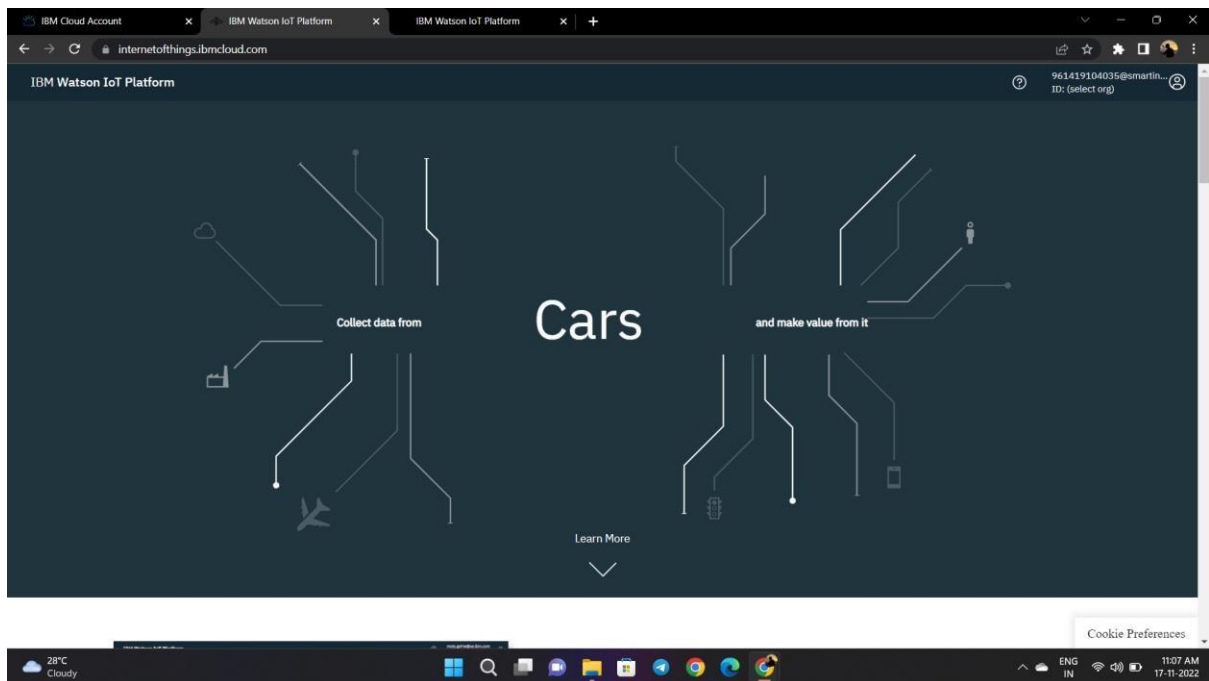 IBM Cloud Account
IBM Watson IoT Platform
IBM Watson IoT Platform
internetofthings.ibmcloud.com
IBM Watson IoT Platform
961419104035@smartin...
ID: (select org)
Collect data from
Cars
and make value from it
Learn More
Cookie Preferences
28°C
Cloudy
ENG
IN
11:07 AM
17-11-2022